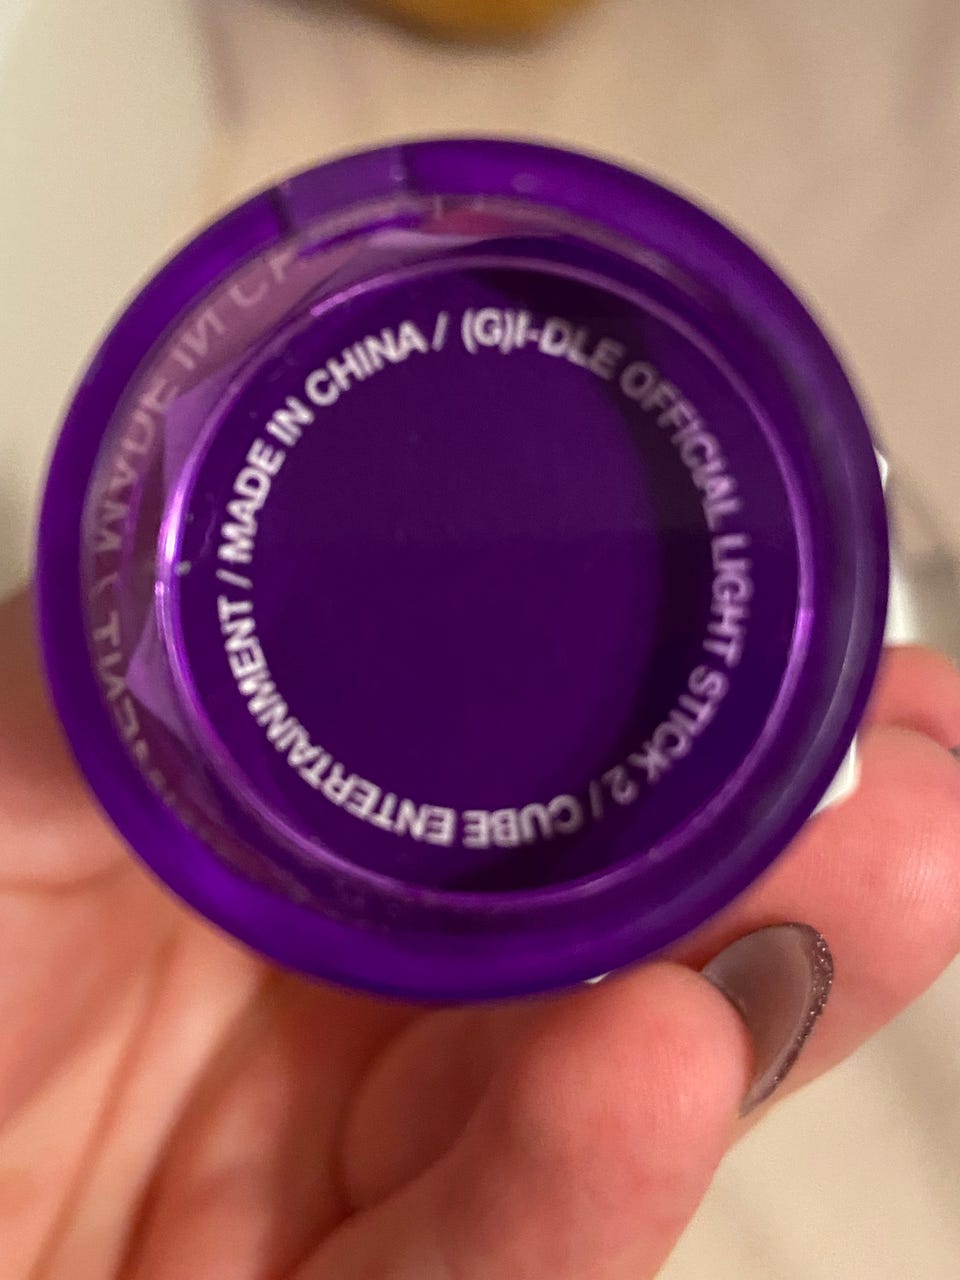 (G)I-DLE OFFICIAL LIGHT STICK 2 / CUBE ENTERTAINMENT / MADE IN CHINA /